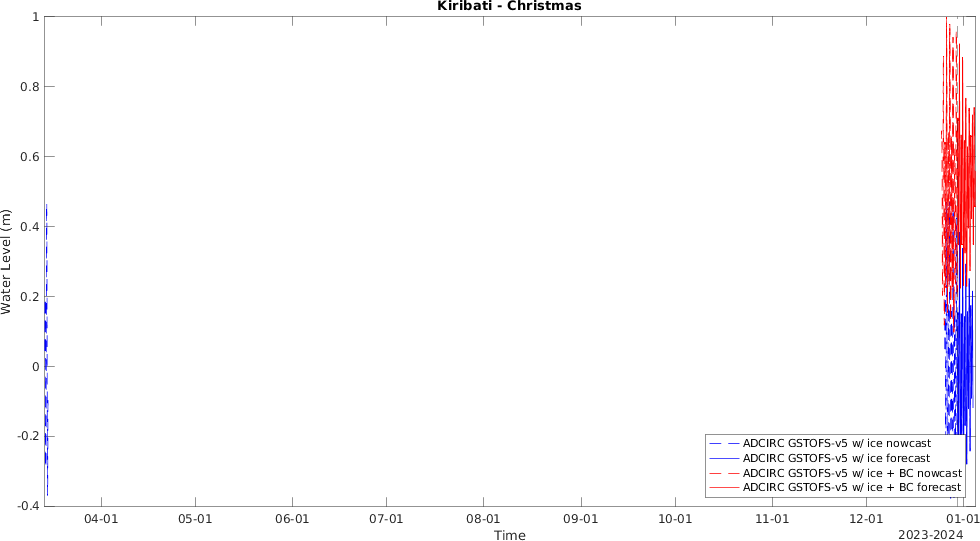 Kiribati - Christmas
1
0.8
0.6
0.4
0.2
0
-0.2
-0.4
Water Level (m)
ADCIRC GSTOFS-v5 w/ ice nowcast
ADCIRC GSTOFS-v5 w/ ice forecast
ADCIRC GSTOFS-v5 w/ ice + BC nowcast
ADCIRC GSTOFS-v5 w/ ice + BC forecast
04-01 05-01 06-01 07-01 08-01 09-01 10-01 11-01 12-01 01-01
Time
2023-2024